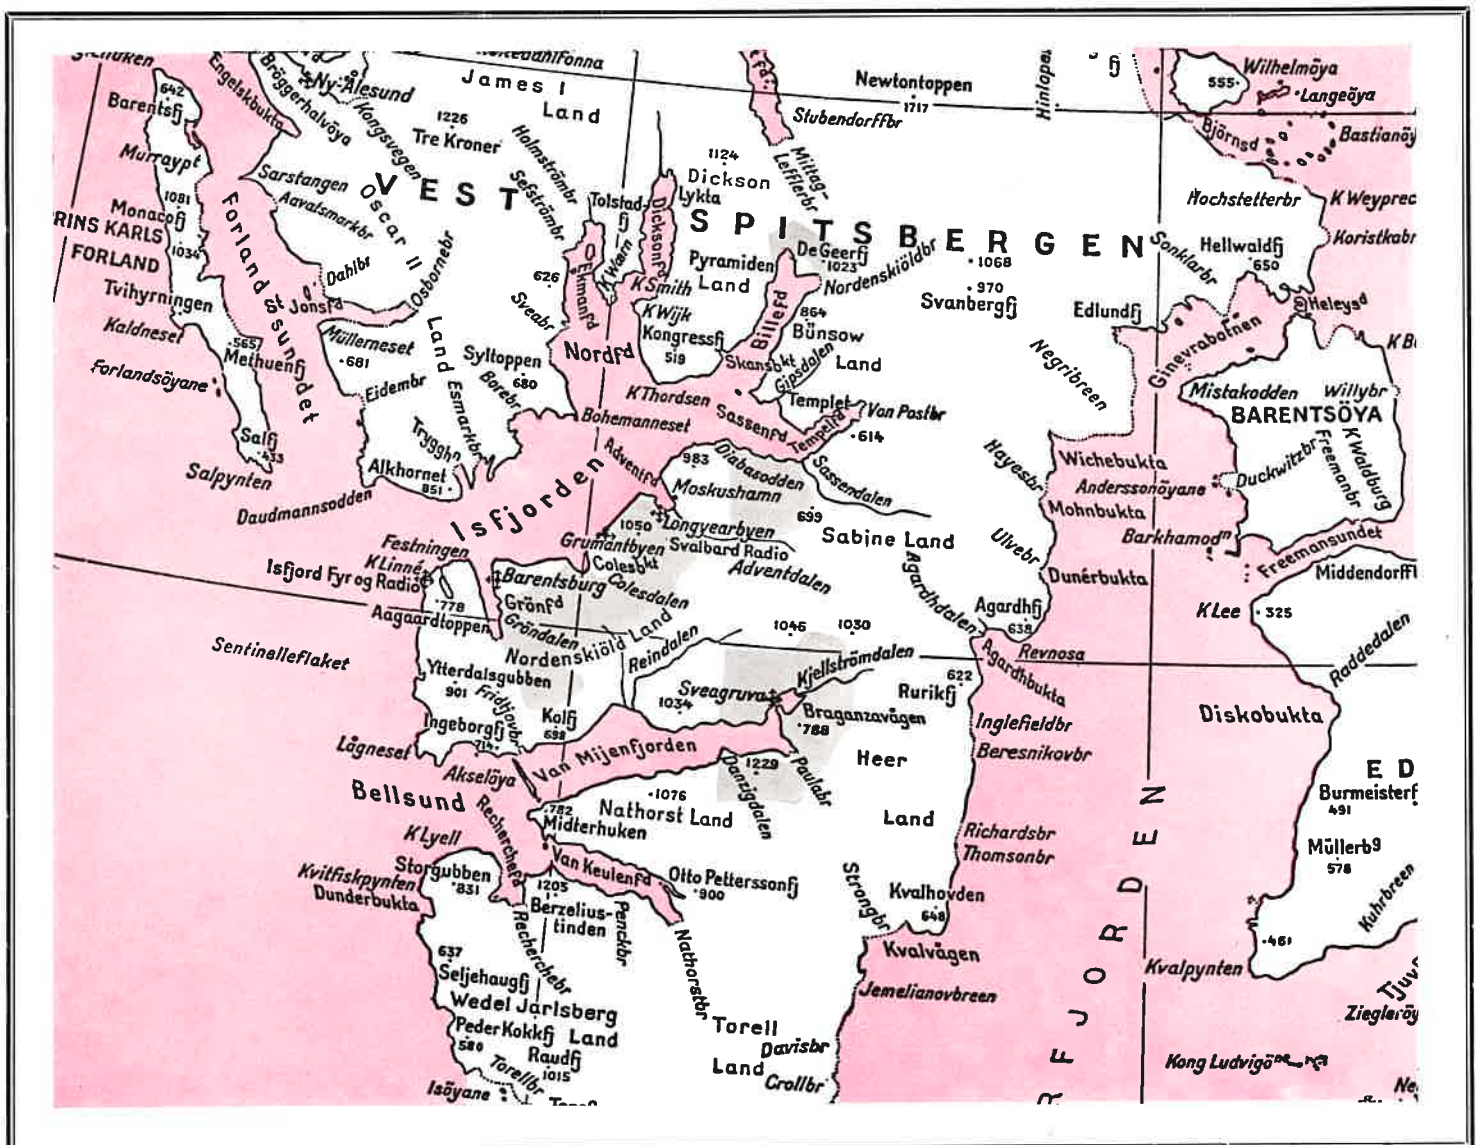 James I
Land
Newtontoppen
1717
555
Wilhelmöya
Langeöya
Björnsd
Bastianöy
642
Barentsfj
Engelskbukta
Bröggerhalvöya
Ny-Ålesund
Kongsvegen
1226
Tre Kroner
Holmströmbr
Sefströmbr
Stubendorffbr
Mittag-
Lefflerbr
Hinlopen
Murraypt
1081
Monacofj
RINS KARLS
FORLAND
1034
Forlandsundet
Sarstangen
Aavatsmarkbr
Oscar II
Land
VEST
SPITSBERGEN
1124
Dickson
Land
Lykta
Tolstad-
fj
Dicksonfd
K Wærn
Ekmanfd
626
K Smith
K Wijk
Pyramiden
De Geerfj
1023
Nordenskiöldbr
1068
970
Svanbergfj
Hochstetterbr
K Weyprec
Koristkabr
Sonklarbr
Hellwaldfj
650
Heleysd
Edlundfj
Tvihyrningen
Kaldneset
565
Methuenfj
Forlandsöyane
Dahlbr
St Jonsfd
Osbornebr
Müllerneset
681
Sveabr
Syltoppen
680
Borebr
Nordfd
Kongressfj
519
Billefd
Skansbkt
864
Bünsow
Land
Gipsdalen
Templet
Von Postbr
Tempelfd
614
Negribreen
Ginevrabotnen
Mistakodden
Willybr
BARENTSÖYA
Duckwitzbr
Freemanbr
K Waldburg
Eidembr
Esmarkbr
Trygghn
Alkhornet
851
Salfj
433
Salpynten
Daudmannsodden
K Thordsen
Bohemanneset
Sassenfd
Adventfd
Isfjorden
983
Diabasodden
Sassendalen
Moskushamn
699
Sabine Land
Hayesbr
Wichebukta
Anderssonöyane
Mohnbukta
Barkhamodn
Freemansundet
Middendorff
1050
Longyearbyen
Grumantbyen
Svalbard Radio
Colesbkt
Colesdalen
Adventdalen
Agardhdalen
Ulvebr
Dunérbukta
Festningen
K Linné
Isfjord Fyr og Radio
778
Aagaardtoppen
Barentsburg
Grönfd
Gröndalen
Nordenskiöld Land
Reindalen
1046
1030
Agardhfj
638
Revnosa
Agardhbukta
K Lee
325
Raddedalen
Sentinelleflaket
Ytterdalsgubben
901
Fridtjovbr
Kolfj
698
Ingeborgfj
714
Sveagruva
1034
Kjellströmdalen
Braganzavågen
788
Rurikfj
622
Inglefieldbr
Beresnikovbr
Diskobukta
Lågneset
Akselöya
Van Mijenfjorden
Bellsund
Recherchefd
782
Midterhuken
Nathorst Land
1076
1229
Danzigdalen
Paulabr
Heer
Land
ED
Burmeisterf
491
Müllerbg
578
Kuhrbreen
K Lyell
Storgubben
831
Kvitfiskpynten
Dunderbukta
Van Keulenfd
1205
Berzelius-
tinden
Penckbr
Otto Petterssonfj
900
Richardsbr
Thomsonbr
Strongbr
Kvalhovden
648
Kvalvågen
Jemelianovbreen
461
Kvalpynten
RFJORDEN
Recherchebr
637
Seljehaugfj
Wedel Jarlsberg
Land
Peder Kokkfj
580
Raudfj
1015
Torellbr
Isöyane
Nathorstbr
Torell
Land
Davisbr
Crollbr
Kong Ludvigöne
Ziegleröy